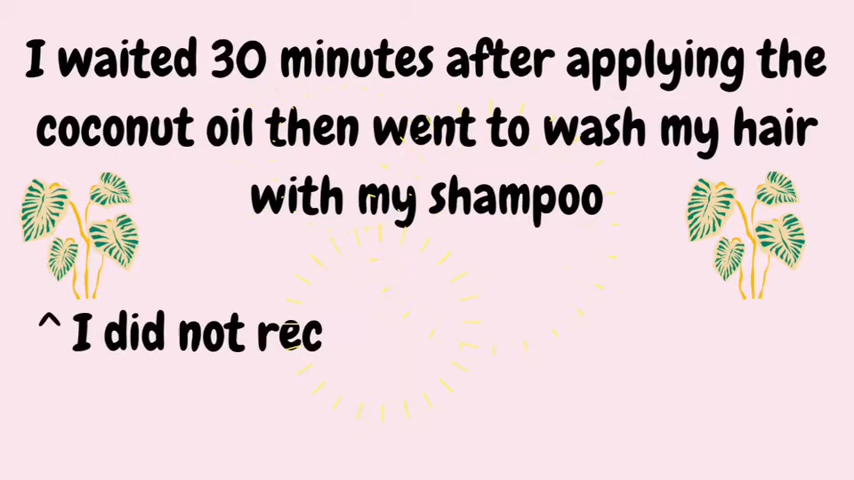 I waited 30 minutes after applying the
coconut oil then went to wash my hair
with my shampoo
^ I did not rec